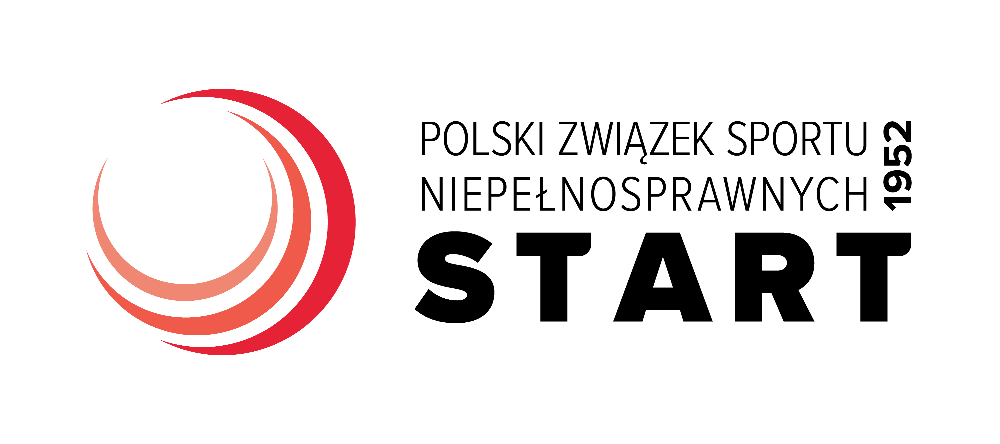 POLSKI ZWIĄZEK SPORTU
NIEPEŁNOSPRAWNYCH
1952
START